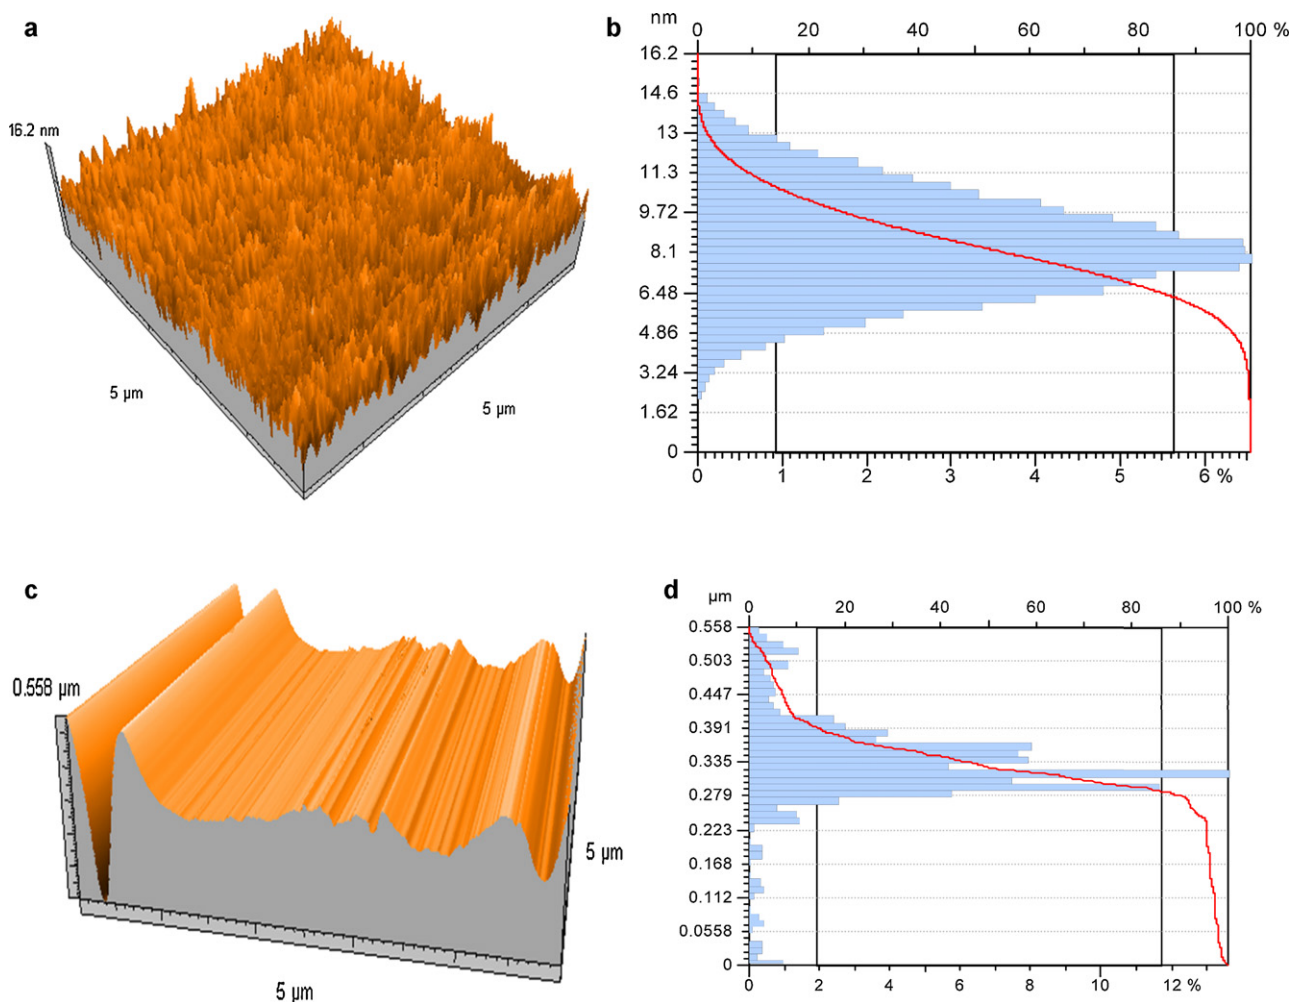 a
16.2 nm
5 µm
5 µm
b
nm
0 20 40 60 80 100 %
16.2
14.6
13
11.3
9.72
8.1
6.48
4.86
3.24
1.62
0
0 1 2 3 4 5 6 %
c
0.558 µm
5 µm
5 µm
d
µm
0 20 40 60 80 100 %
0.558
0.503
0.447
0.391
0.335
0.279
0.223
0.168
0.112
0.0558
0
0 2 4 6 8 10 12 %